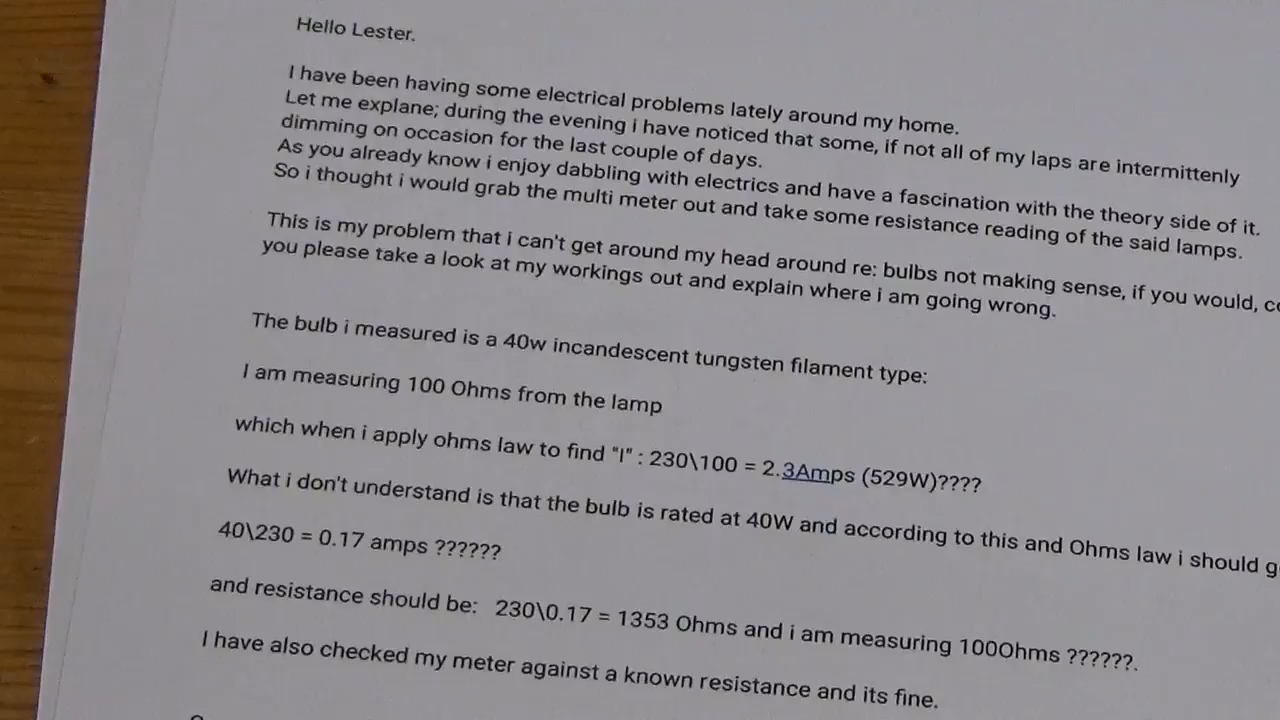 Hello Lester.
I have been having some electrical problems lately around my home.
Let me explane; during the evening i have noticed that some, if not all of my laps are intermittenly
dimming on occasion for the last couple of days.
As you already know i enjoy dabbling with electrics and have a fascination with the theory side of it.
So i thought i would grab the multi meter out and take some resistance reading of the said lamps.
This is my problem that i can't get around my head around re: bulbs not making sense, if you would,
you please take a look at my workings out and explain where i am going wrong.
The bulb i measured is a 40w incandescent tungsten filament type:
I am measuring 100 Ohms from the lamp
which when i apply ohms law to find "I" : 230\100 = 2.3Amps (529W)????
What i don't understand is that the bulb is rated at 40W and according to this and Ohms law i should
40\230 = 0.17 amps ??????
and resistance should be: 230\0.17 = 1353 Ohms and i am measuring 100Ohms ??????.
I have also checked my meter against a known resistance and its fine.